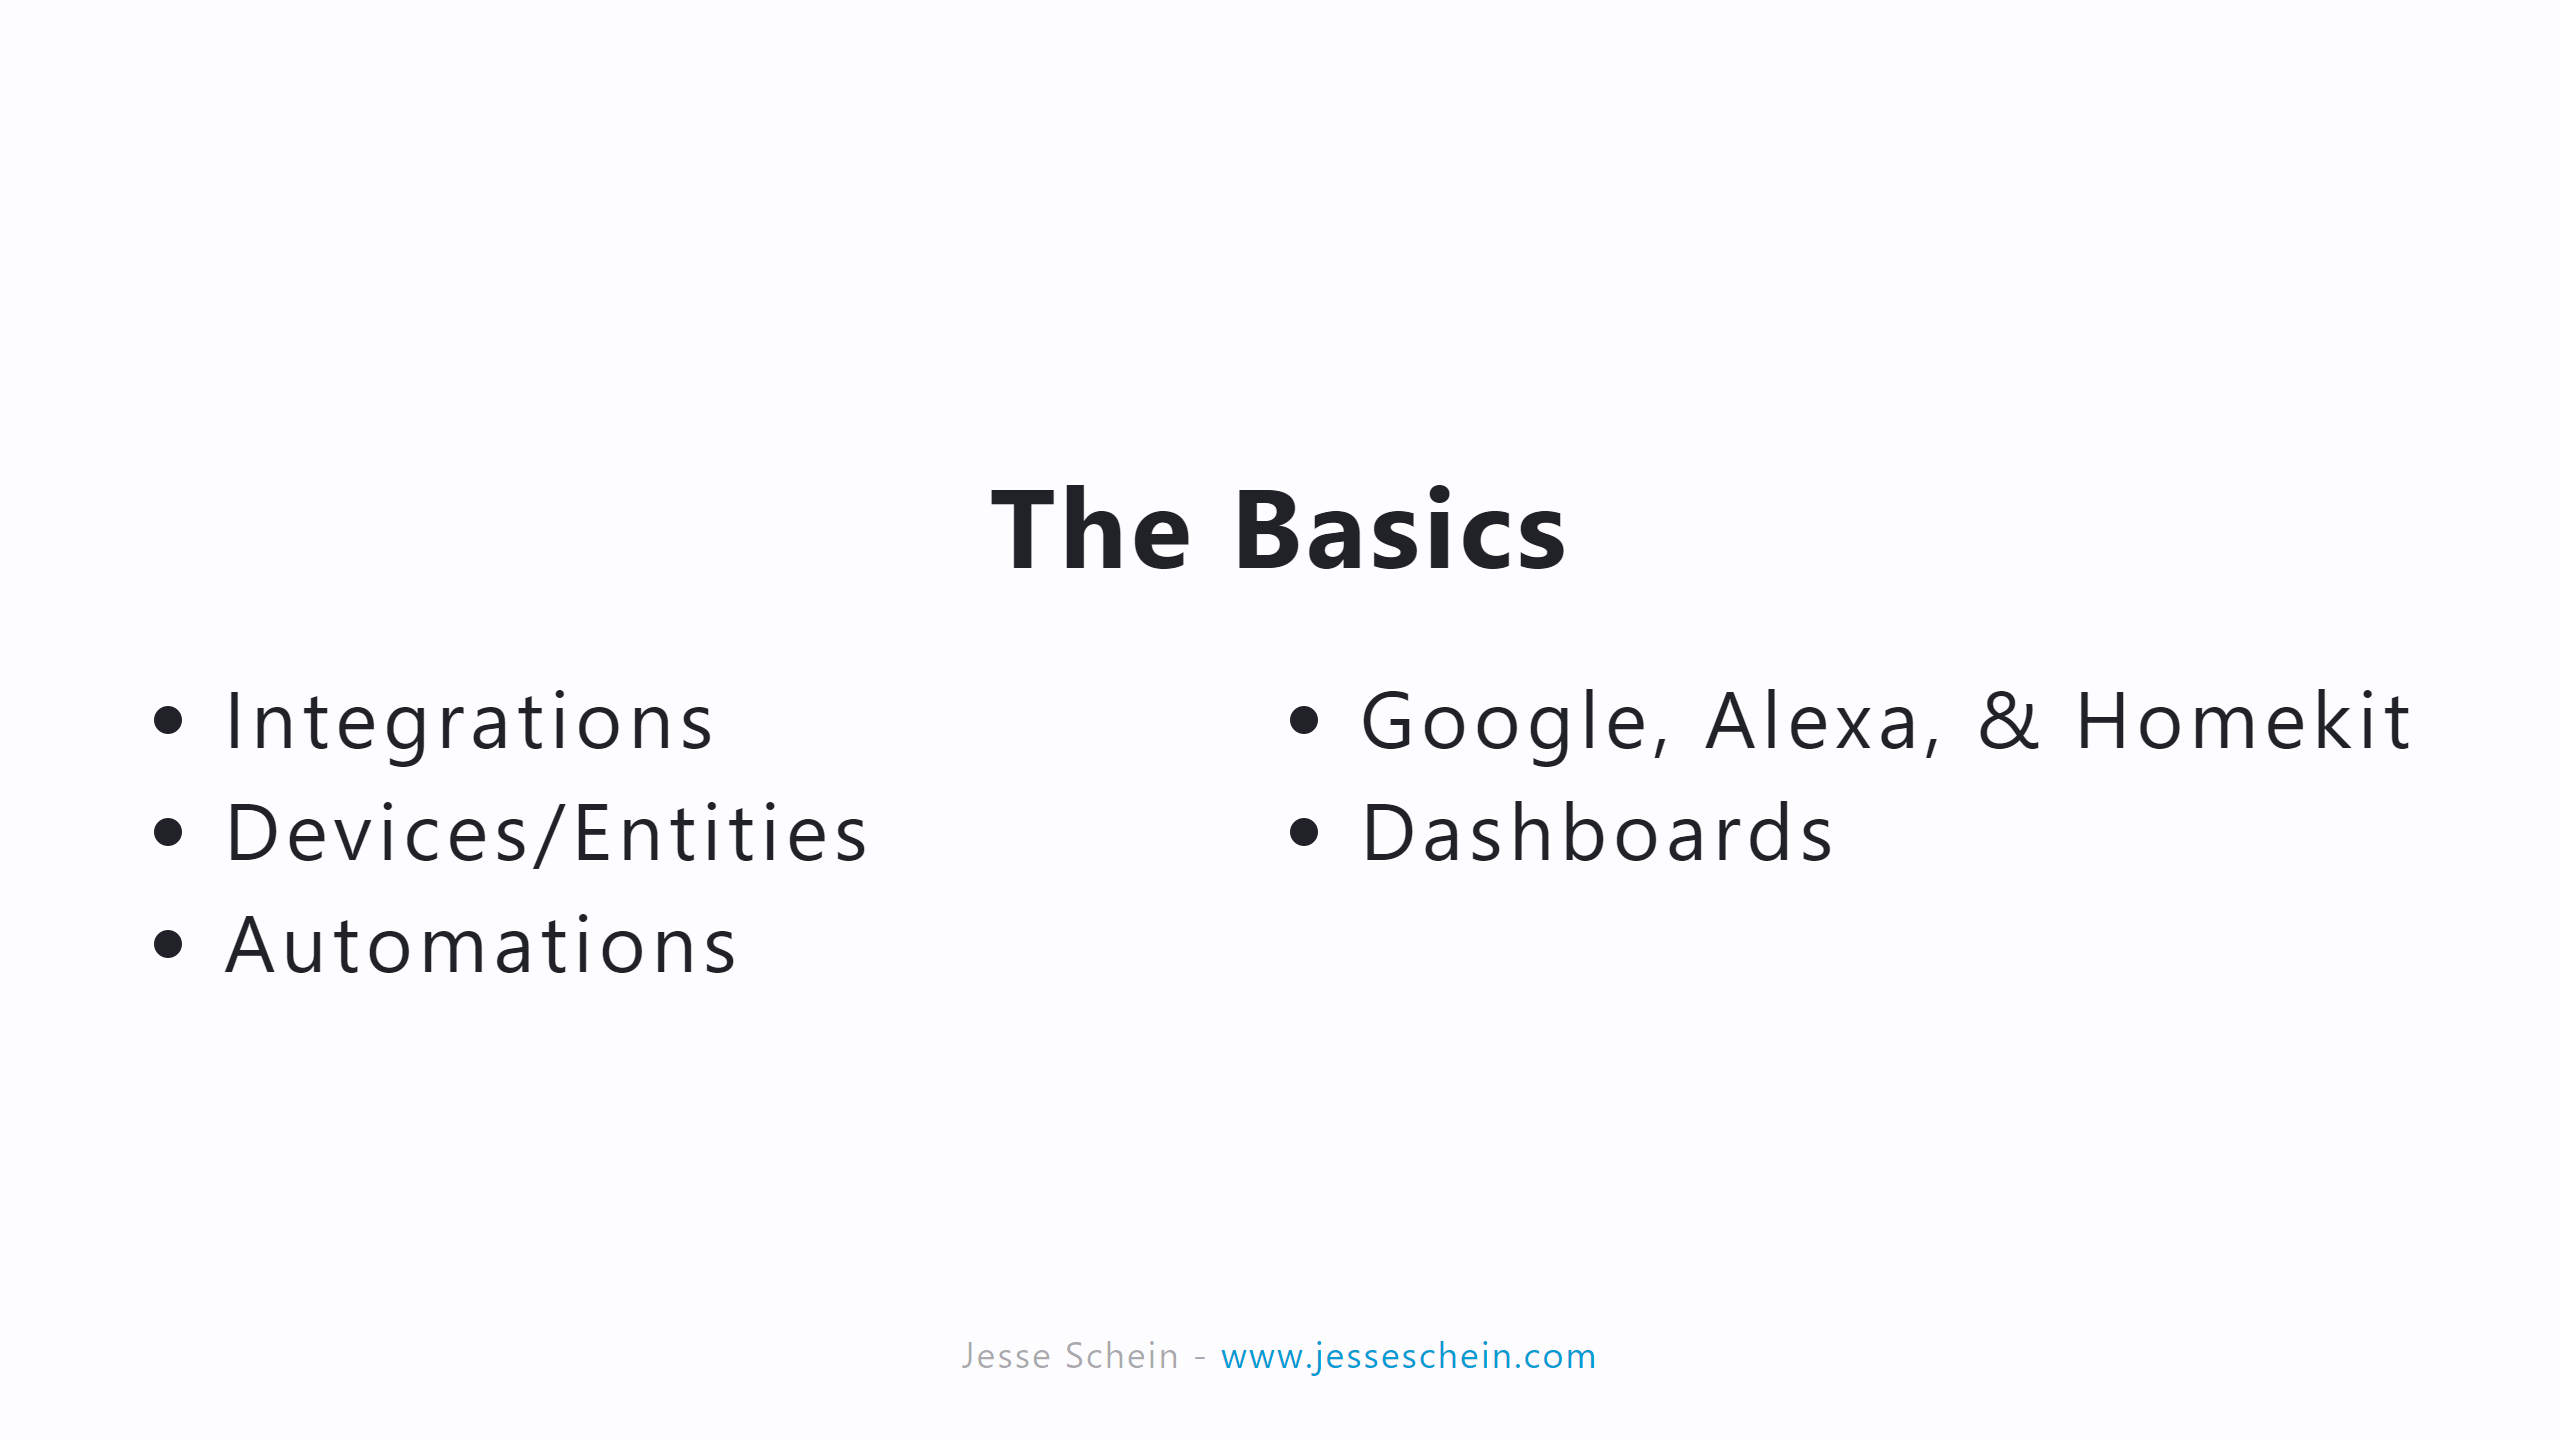 The Basics
• Integrations
• Devices/Entities
• Automations
• Google, Alexa, & Homekit
• Dashboards
Jesse Schein - www.jesseschein.com